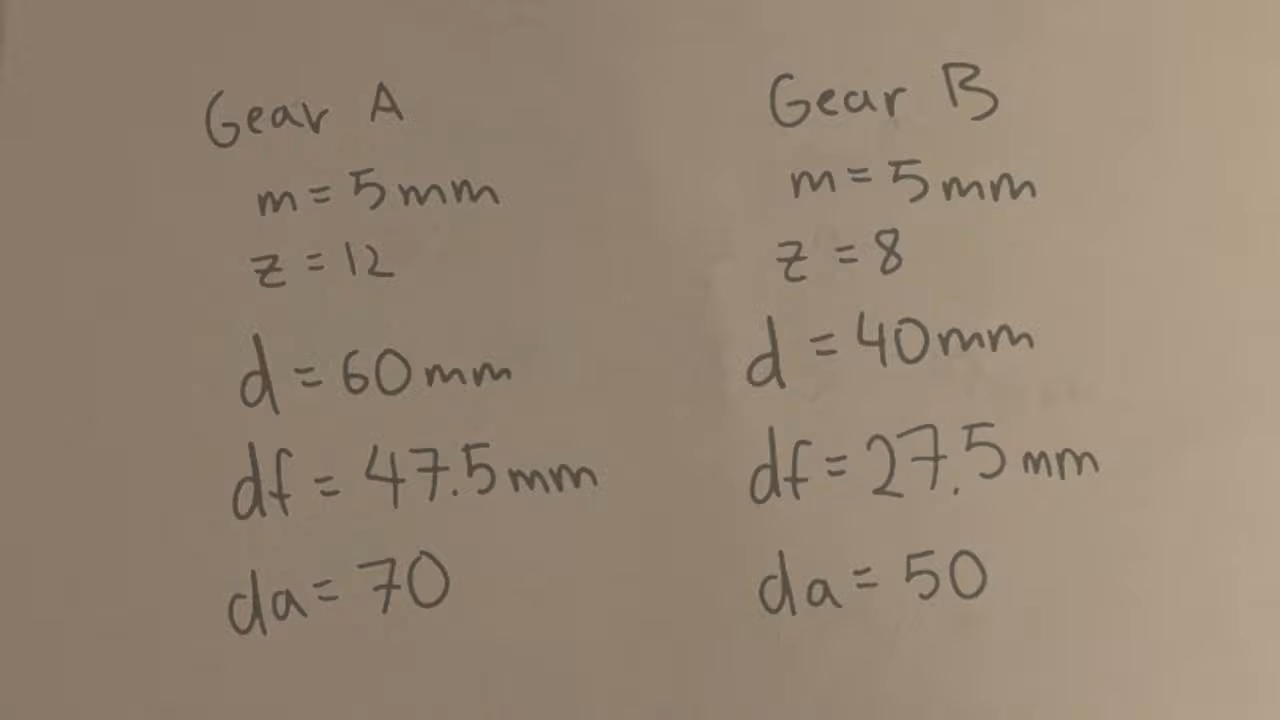 Gear A
m = 5mm
z = 12
d = 60mm
df = 47.5mm
da = 70
Gear B
m = 5mm
z = 8
d = 40mm
df = 27.5mm
da = 50